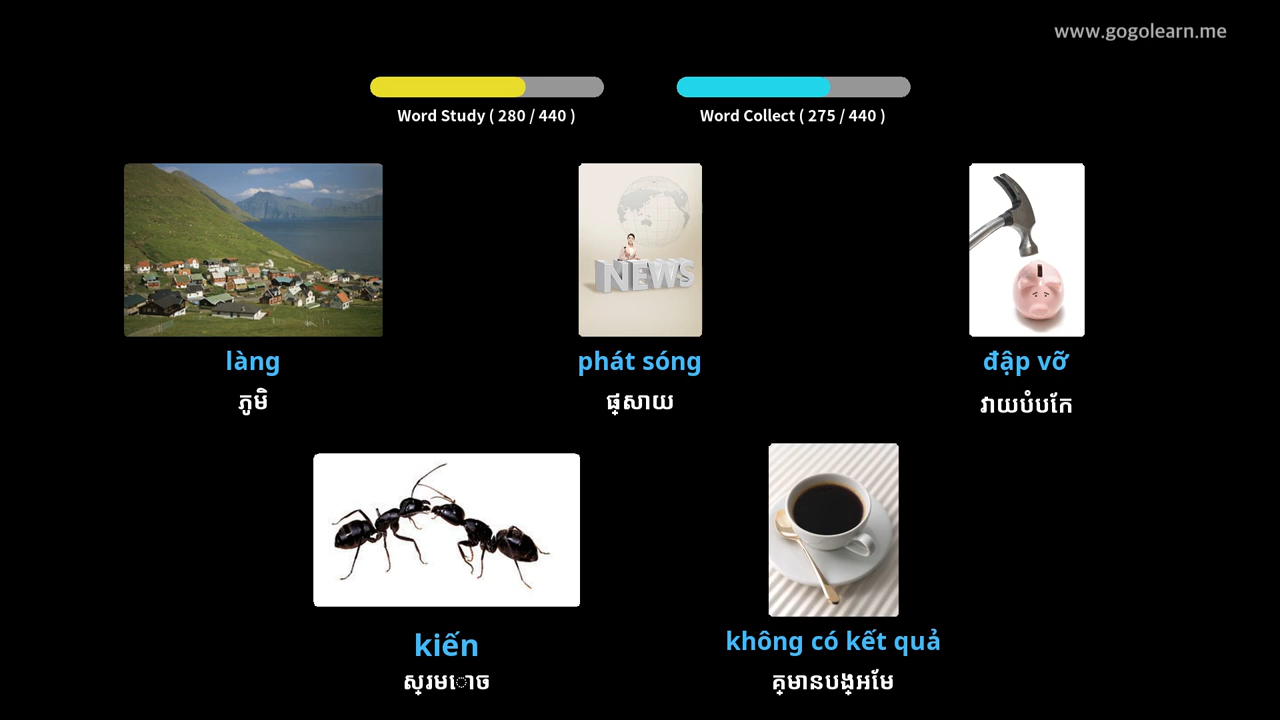 www.gogolearn.me
Word Study ( 280 / 440 )
Word Collect ( 275 / 440 )
NEWS
làng
phát sóng
đập vỡ
ភូមិ
ផ្សាយ
វាយបំបកែ
kiến
không có kết quả
ស្រមោច
គ្មានបង្អមែ